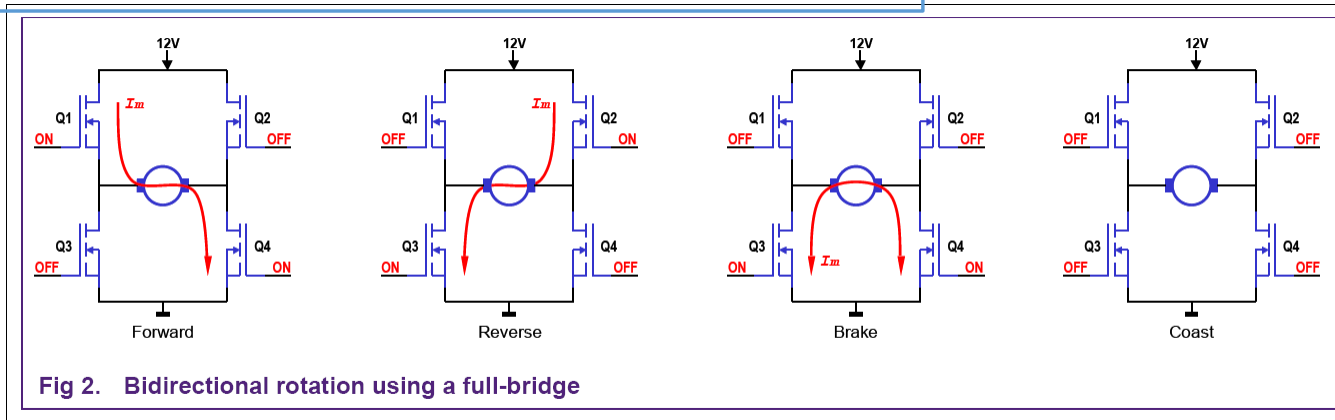 12V 12V 12V 12V
Im Im
Q1 Q2 Q1 Q2 Q1 Q2 Q1 Q2
ON OFF OFF ON OFF OFF OFF OFF
Q3 Q4 Q3 Q4 Q3 Q4 Q3 Q4
Im
OFF ON ON OFF ON ON OFF OFF
Forward Reverse Brake Coast
Fig 2. Bidirectional rotation using a full-bridge